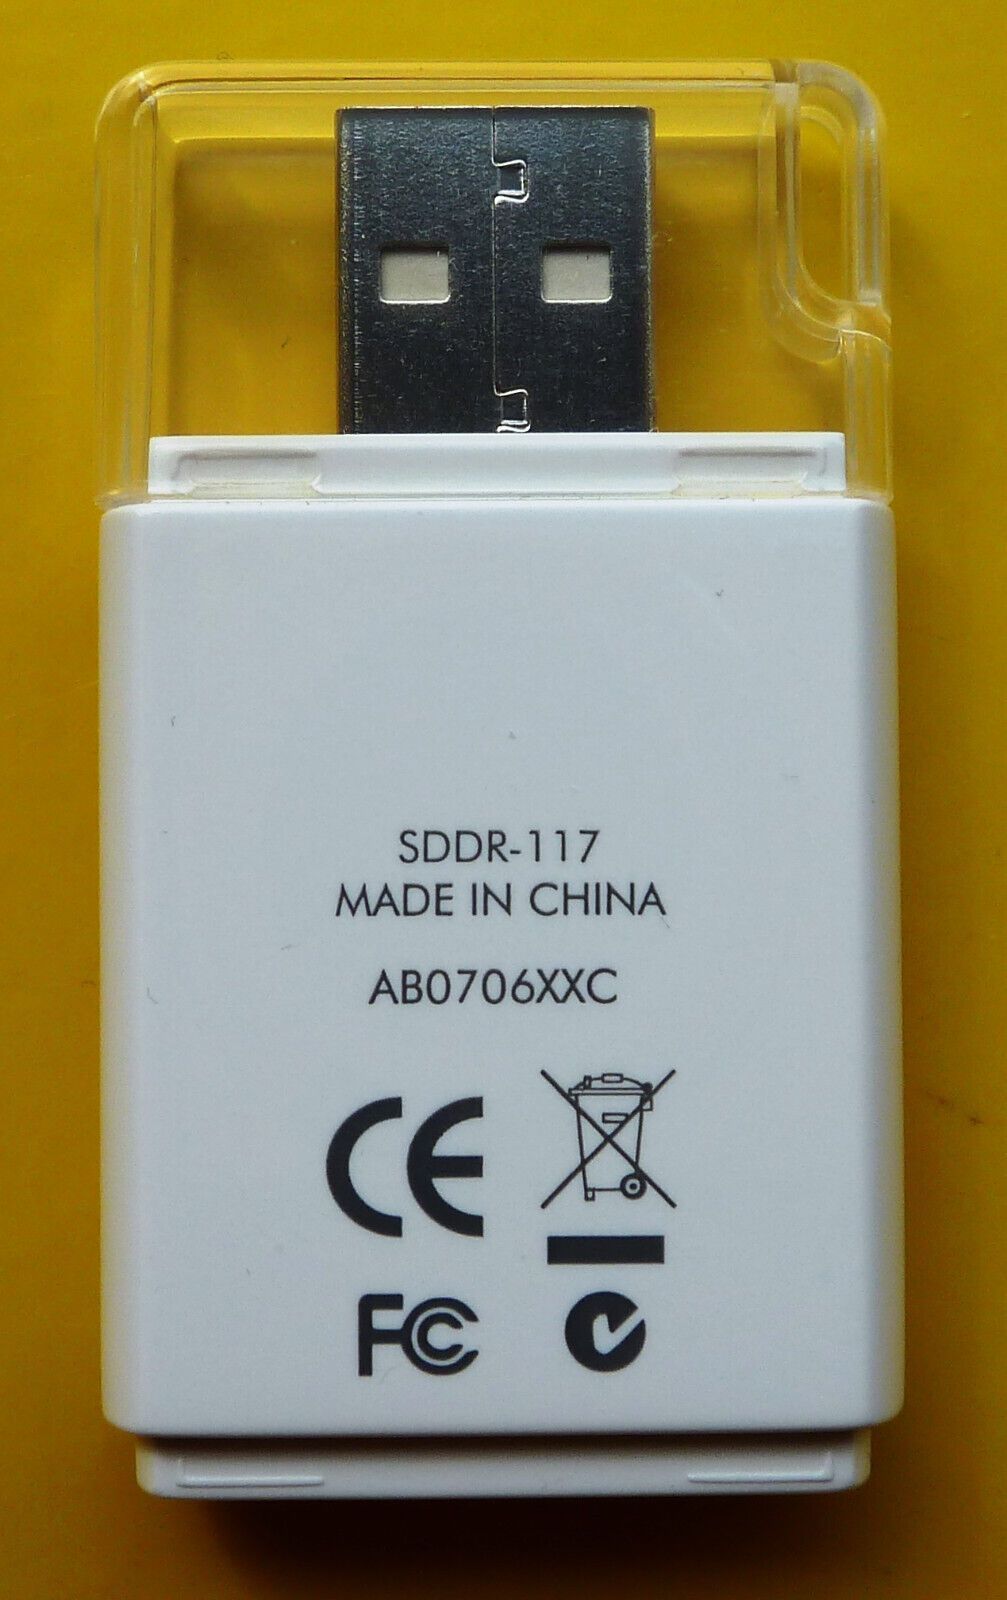 SDDR-117
MADE IN CHINA
AB0706XXC
CE
FC